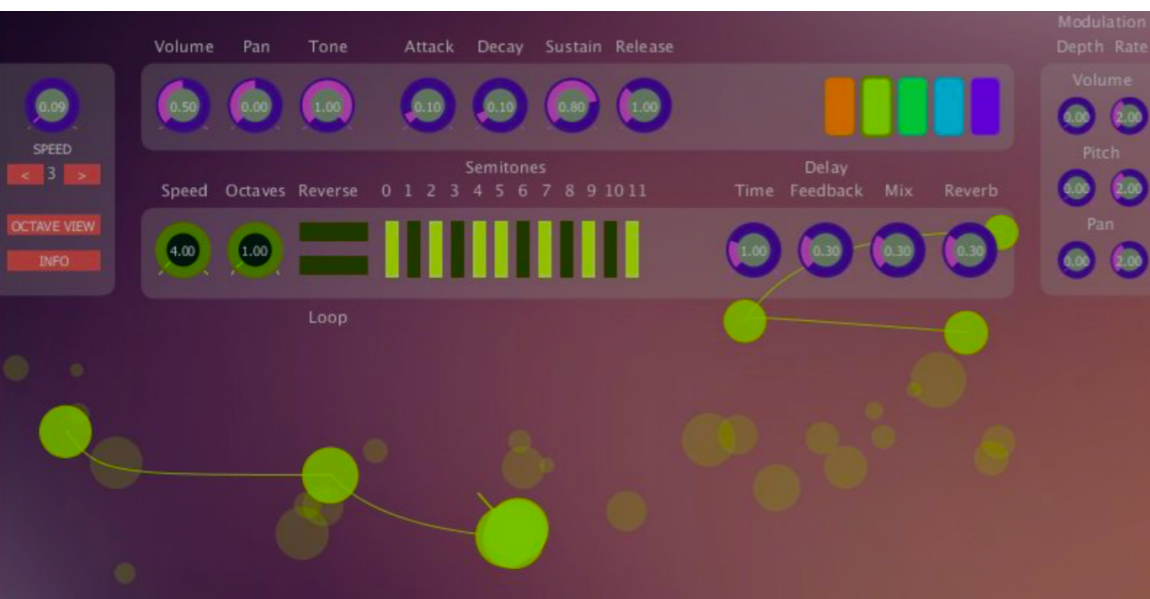 Modulation
Volume Pan Tone Attack Decay Sustain Release Depth Rate
0.09 0.50 0.00 1.00 0.10 0.10 0.80 1.00
Volume
0.00 2.00
SPEED
< 3 >
Pitch
0.00 2.00
Semitones Delay
Speed Octaves Reverse 0 1 2 3 4 5 6 7 8 9 10 11 Time Feedback Mix Reverb
OCTAVE VIEW
Pan
INFO
4.00 1.00 1.00 0.30 0.30 0.30
0.00 2.00
Loop